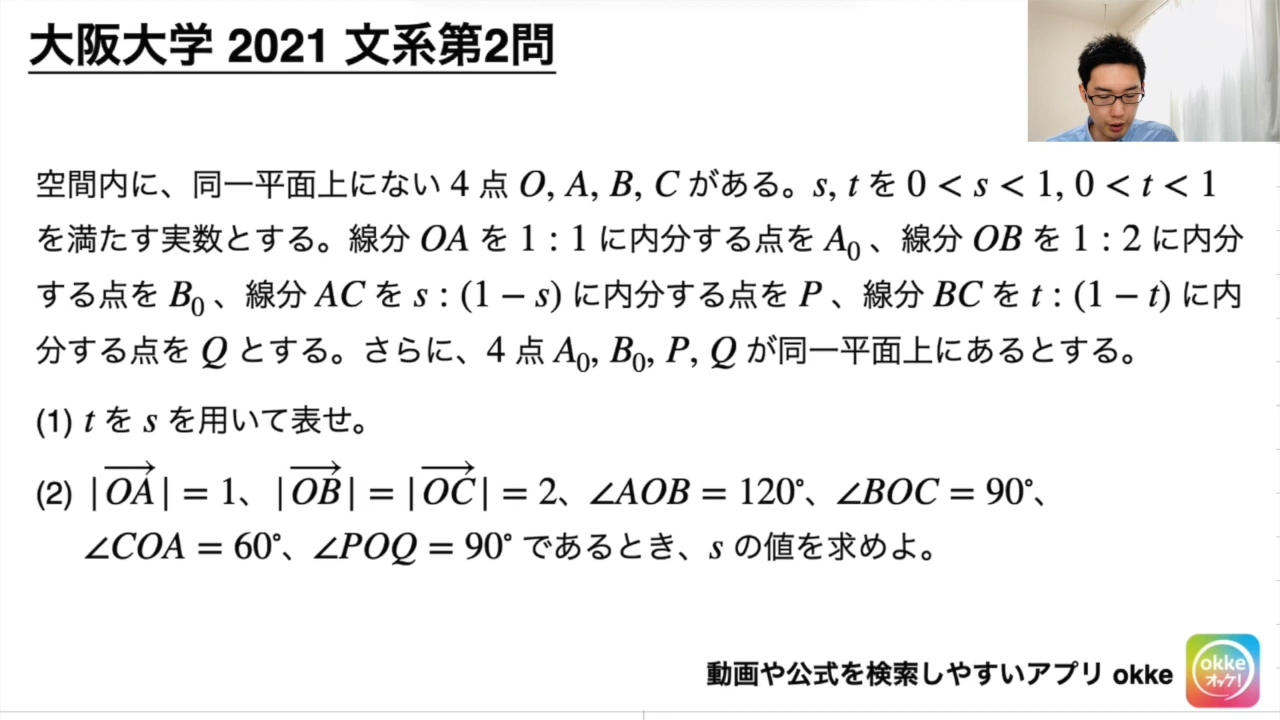 大阪大学 2021 文系第2問
空間内に、同一平面上にない 4 点 O, A, B, C がある。s, t を 0 < s < 1, 0 < t < 1
を満たす実数とする。線分 OA を 1 : 1 に内分する点を A₀ 、線分 OB を 1 : 2 に内分
する点を B₀ 、線分 AC を s : (1 − s) に内分する点を P 、線分 BC を t : (1 − t) に内
分する点を Q とする。さらに、4 点 A₀, B₀, P, Q が同一平面上にあるとする。
(1) t を s を用いて表せ。
(2) |\overrightarrow{OA}| = 1、|\overrightarrow{OB}| = |\overrightarrow{OC}| = 2、∠AOB = 120°、∠BOC = 90°、
∠COA = 60°、∠POQ = 90° であるとき、s の値を求めよ。
動画や公式を検索しやすいアプリ okke
okke
オッケ!